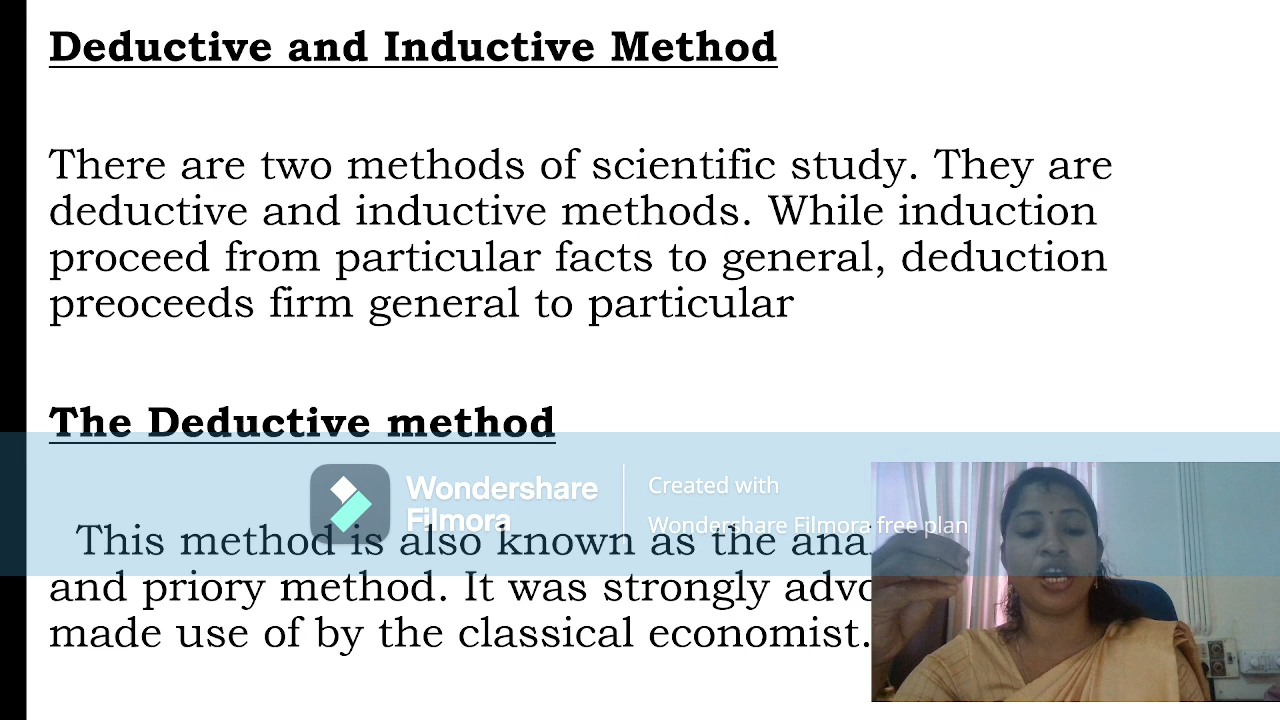 Deductive and Inductive Method
There are two methods of scientific study. They are
deductive and inductive methods. While induction
proceed from particular facts to general, deduction
preoceeds firm general to particular
The Deductive method
Wondershare
Filmora
Created with
Wondershare Filmora free plan
This method is also known as the
and priory method. It was strongly
made use of by the classical economist.